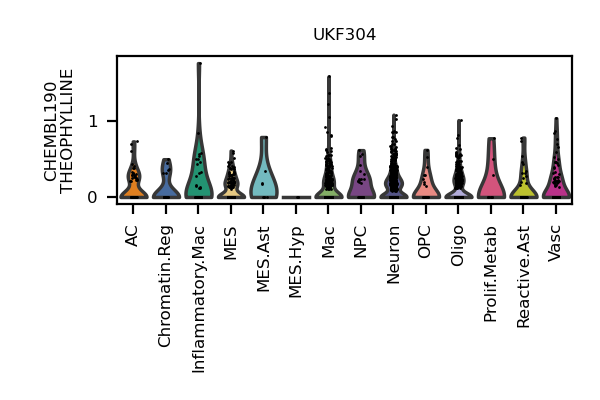 UKF304
CHEMBL190
THEOPHYLLINE
1
0
AC
Chromatin.Reg
Inflammatory.Mac
MES
MES.Ast
MES.Hyp
Mac
NPC
Neuron
OPC
Oligo
Prolif.Metab
Reactive.Ast
Vasc